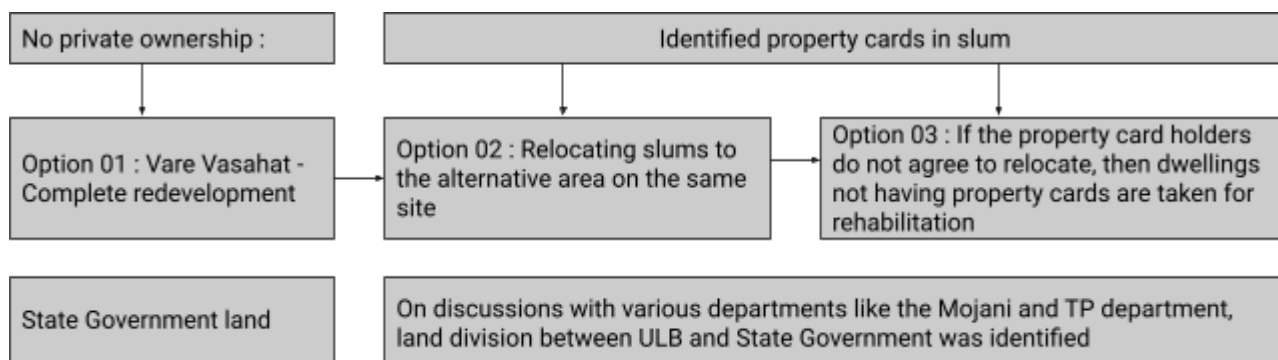 No private ownership :
Identified property cards in slum
Option 01 : Vare Vasahat -
Complete redevelopment
Option 02 : Relocating slums to
the alternative area on the same
site
Option 03 : If the property card holders
do not agree to relocate, then dwellings
not having property cards are taken for
rehabilitation
State Government land
On discussions with various departments like the Mojani and TP department,
land division between ULB and State Government was identified